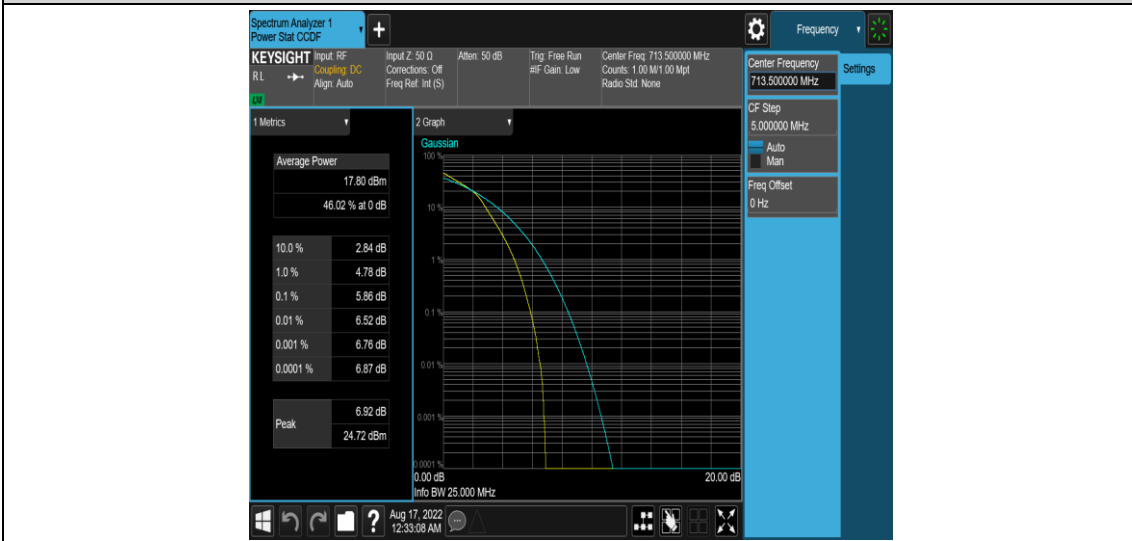 Spectrum Analyzer 1
Power Stat CCDF
+
Frequency
KEYSIGHT
R L
LNI
Input: RF
Coupling: DC
Align: Auto
Input Z: 50 Ω
Corrections: Off
Freq Ref: Int (S)
Atten: 50 dB
Trig: Free Run
#IF Gain: Low
Center Freq: 713.500000 MHz
Counts: 1.00 M/1.00 Mpt
Radio Std: None
Center Frequency
713.500000 MHz
Settings
CF Step
5.000000 MHz
Auto
Man
Freq Offset
0 Hz
1 Metrics
Average Power
17.80 dBm
46.02 % at 0 dB
10.0 % 2.84 dB
1.0 % 4.78 dB
0.1 % 5.86 dB
0.01 % 6.52 dB
0.001 % 6.76 dB
0.0001 % 6.87 dB
Peak
6.92 dB
24.72 dBm
2 Graph
Gaussian
100 %
10 %
1 %
0.1 %
0.01 %
0.001 %
0.0001 %
0.00 dB 20.00 dB
Info BW 25.000 MHz
?
Aug 17, 2022
12:33:08 AM